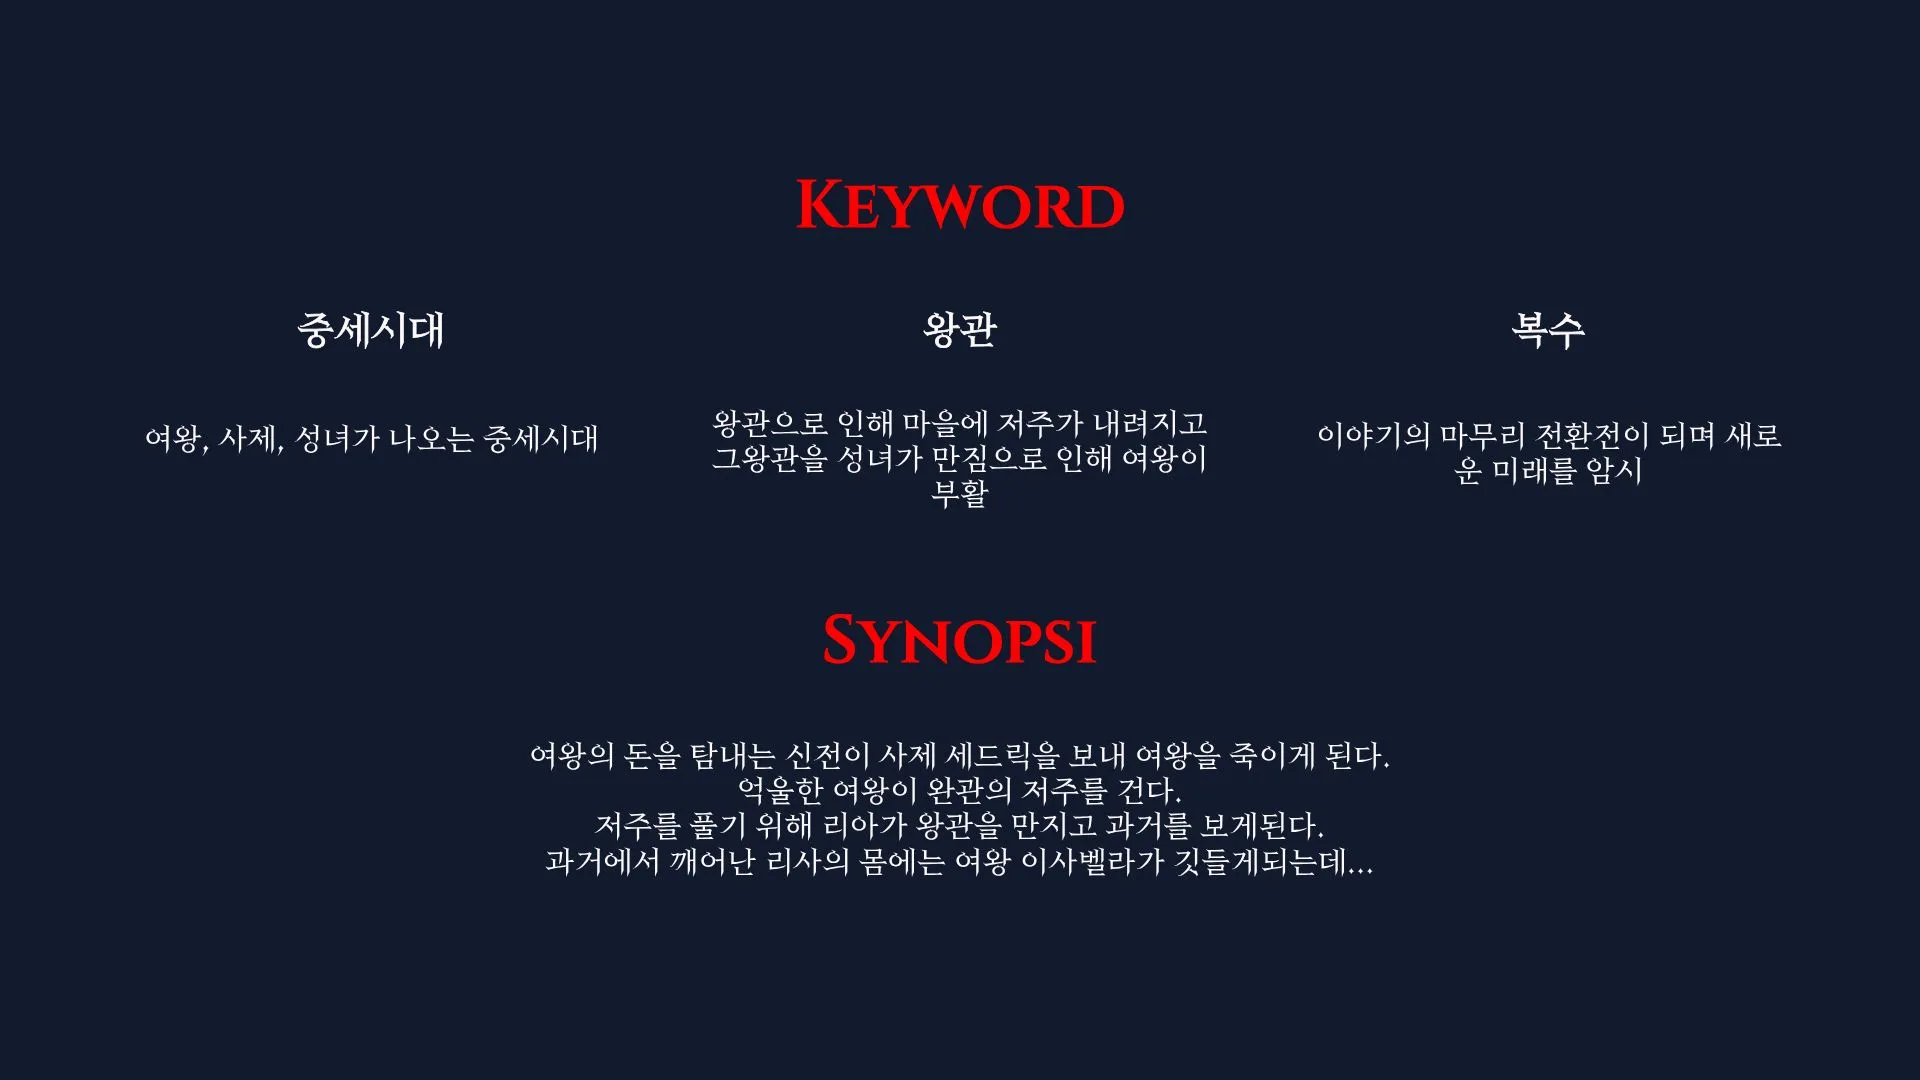 KEYWORD
중세시대
왕관
복수
여왕, 사제, 성녀가 나오는 중세시대
왕관으로 인해 마을에 저주가 내려지고
그왕관을 성녀가 만짐으로 인해 여왕이
부활
이야기의 마무리 전환전이 되며 새로
운 미래를 암시
SYNOPSI
여왕의 돈을 탐내는 신전이 사제 세드릭을 보내 여왕을 죽이게 된다.
억울한 여왕이 완관의 저주를 건다.
저주를 풀기 위해 리아가 왕관을 만지고 과거를 보게된다.
과거에서 깨어난 리사의 몸에는 여왕 이사벨라가 깃들게되는데...